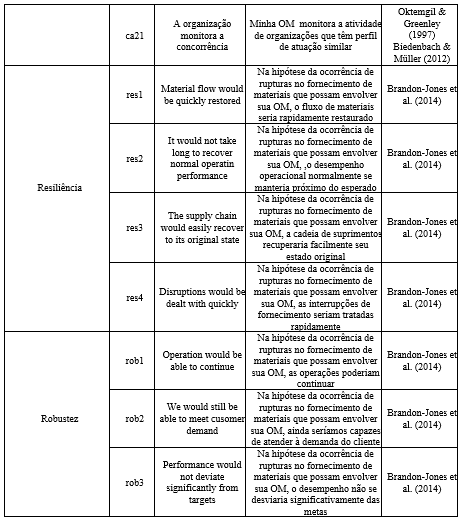 ca21
A organização
monitora a
concorrência
Minha OM monitora a atividade
de organizações que têm perfil
de atuação similar
Oktemgil &
Greenley
(1997)
Biedenbach &
Müller (2012)
Resiliência
res1
Material flow would
be quickly restored
Na hipótese da ocorrência de
rupturas no fornecimento de
materiais que possam envolver
sua OM, o fluxo de materiais
seria rapidamente restaurado
Brandon-Jones et
al. (2014)
res2
It would not take
long to recover
normal operatin
performance
Na hipótese da ocorrência de
rupturas no fornecimento de
materiais que possam envolver
sua OM, ,o desempenho
operacional normalmente se
manteria próximo do esperado
Brandon-Jones et
al. (2014)
res3
The supply chain
would easily recover
to its original state
Na hipótese da ocorrência de
rupturas no fornecimento de
materiais que possam envolver
sua OM, a cadeia de suprimentos
recuperaria facilmente seu
estado original
Brandon-Jones et
al. (2014)
res4
Disruptions would be
dealt with quickly
Na hipótese da ocorrência de
rupturas no fornecimento de
materiais que possam envolver
sua OM, as interrupções de
fornecimento seriam tratadas
rapidamente
Brandon-Jones et
al. (2014)
Robustez
rob1
Operation would be
able to continue
Na hipótese da ocorrência de
rupturas no fornecimento de
materiais que possam envolver
sua OM, as operações poderiam
continuar
Brandon-Jones et
al. (2014)
rob2
We would still be
able to meet cusomer
demand
Na hipótese da ocorrência de
rupturas no fornecimento de
materiais que possam envolver
sua OM, ainda seríamos capazes
de atender à demanda do cliente
Brandon-Jones et
al. (2014)
rob3
Performance would
not deviate
significantly from
targets
Na hipótese da ocorrência de
rupturas no fornecimento de
materiais que possam envolver
sua OM, o desempenho não se
desviaria significativamente das
metas
Brandon-Jones et
al. (2014)